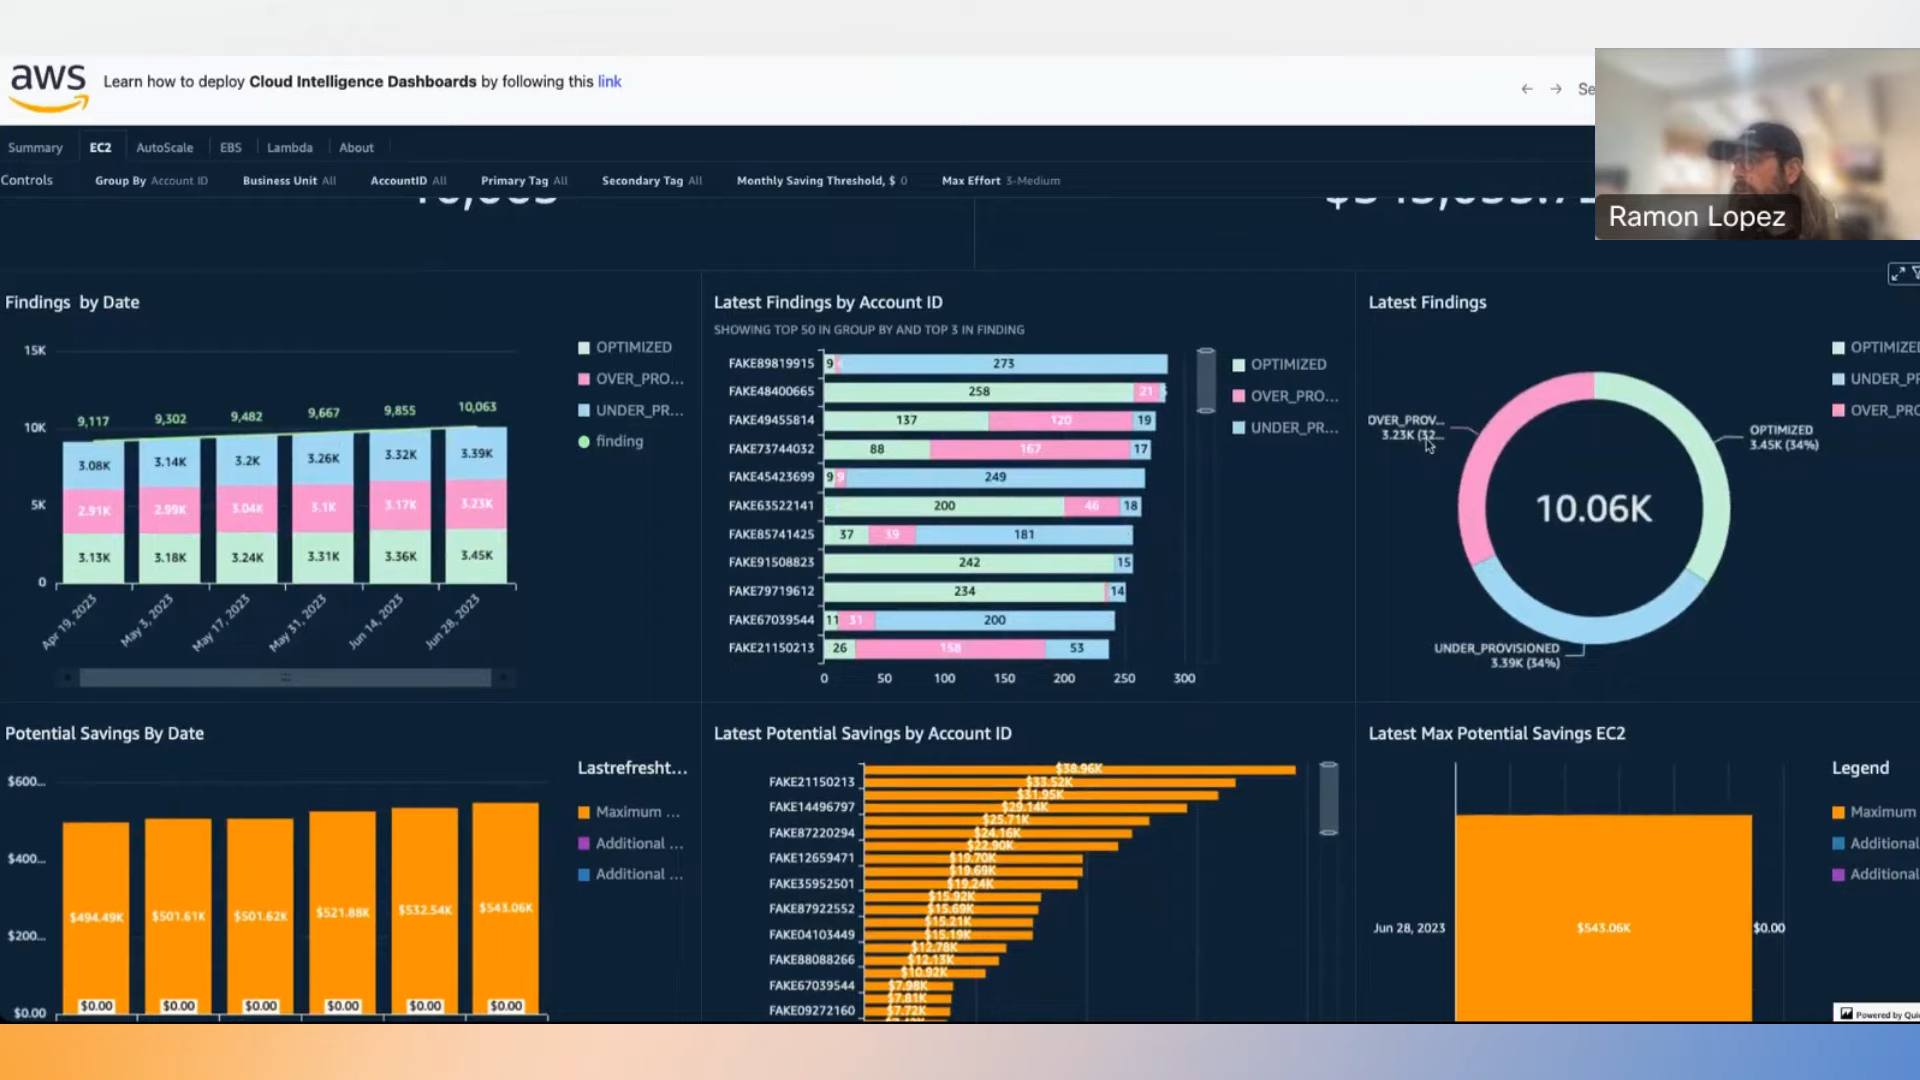 aws
Learn how to deploy Cloud Intelligence Dashboards by following this link
← → Se
Ramon Lopez
Summary EC2 AutoScale EBS Lambda About
Controls Group By Account ID Business Unit All AccountID All Primary Tag All Secondary Tag All Monthly Saving Threshold, $ 0 Max Effort 3-Medium
Findings by Date
15K
10K
5K
0
9,117 9,302 9,482 9,667 9,855 10,063
3.08K 3.14K 3.2K 3.26K 3.32K 3.39K
2.91K 2.99K 3.04K 3.1K 3.17K 3.23K
3.13K 3.18K 3.24K 3.31K 3.36K 3.45K
Apr 19, 2023 May 3, 2023 May 17, 2023 May 31, 2023 Jun 14, 2023 Jun 28, 2023
OPTIMIZED
OVER_PRO...
UNDER_PR...
finding
Latest Findings by Account ID
SHOWING TOP 50 IN GROUP BY AND TOP 3 IN FINDING
FAKE89819915 9 273
FAKE48400665 258 21
FAKE49455814 137 120 19
FAKE73744032 88 167 17
FAKE45423699 9 9 249
FAKE63522141 200 46 18
FAKE85741425 37 39 181
FAKE91508823 242 15
FAKE79719612 234 14
FAKE67039544 11 31 200
FAKE21150213 26 158 53
0 50 100 150 200 250 300
OPTIMIZED
OVER_PRO...
UNDER_PR...
Latest Findings
OVER_PROV...
3.23K (32...
OPTIMIZED
3.45K (34%)
10.06K
UNDER_PROVISIONED
3.39K (34%)
OPTIMIZED
UNDER_PR
OVER_PRO
Potential Savings By Date
$600...
$400...
$200...
$0.00
$494.49K $501.61K $501.62K $521.88K $532.54K $543.06K
$0.00 $0.00 $0.00 $0.00 $0.00 $0.00
Lastrefresht...
Maximum ...
Additional ...
Additional ...
Latest Potential Savings by Account ID
$38.96K
FAKE21150213 $33.52K
$31.95K
FAKE14496797 $29.14K
$25.71K
FAKE87220294 $24.16K
$22.90K
FAKE12659471 $19.70K
$19.69K
FAKE35952501 $19.24K
$15.92K
FAKE87922552 $15.69K
$15.21K
FAKE04103449 $15.19K
$12.78K
FAKE88088266 $12.13K
$10.92K
FAKE67039544 $7.98K
$7.81K
FAKE09272160 $7.72K
Latest Max Potential Savings EC2
Jun 28, 2023 $543.06K $0.00
Legend
Maximum
Additional
Additional
Powered by Qui